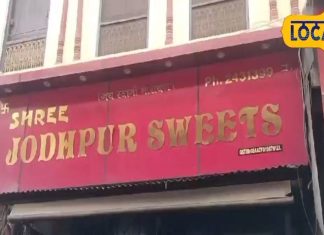 LOCA
Ph.: 2431399
SHREE
JODHPUR SWEETS